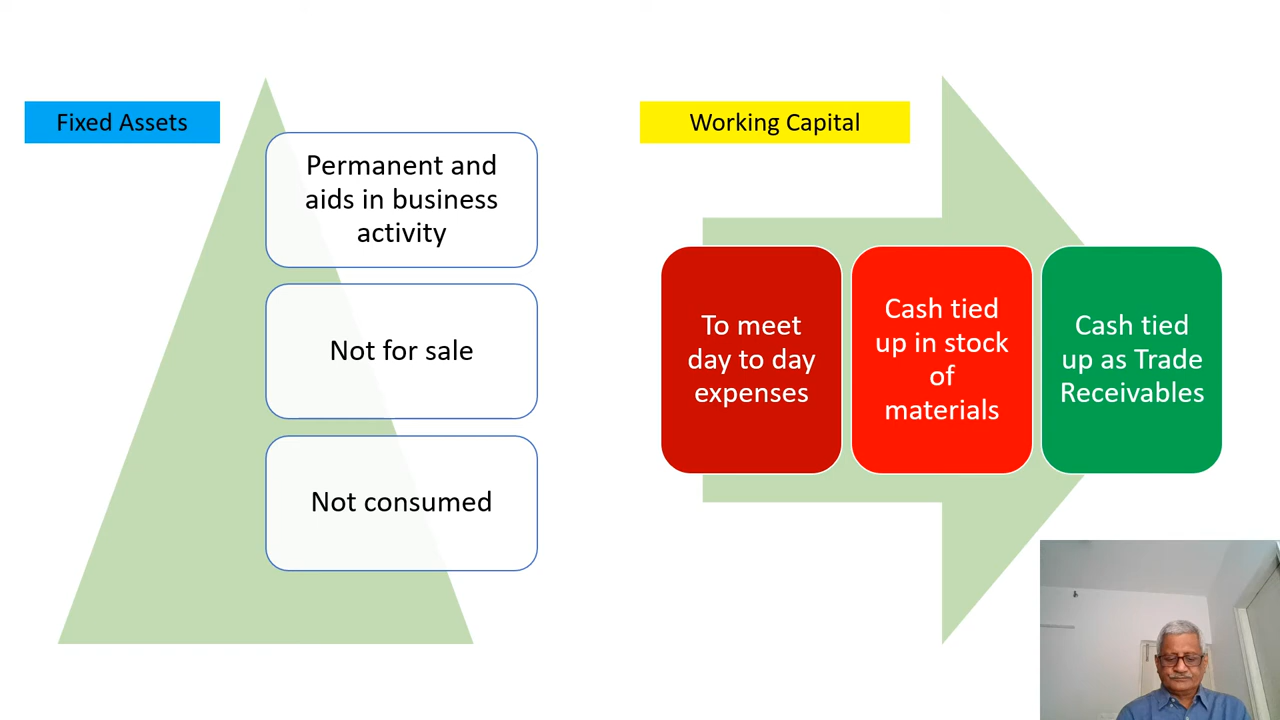 Fixed Assets
Permanent and
aids in business
activity
Not for sale
Not consumed
Working Capital
To meet
day to day
expenses
Cash tied
up in stock
of
materials
Cash tied
up as Trade
Receivables